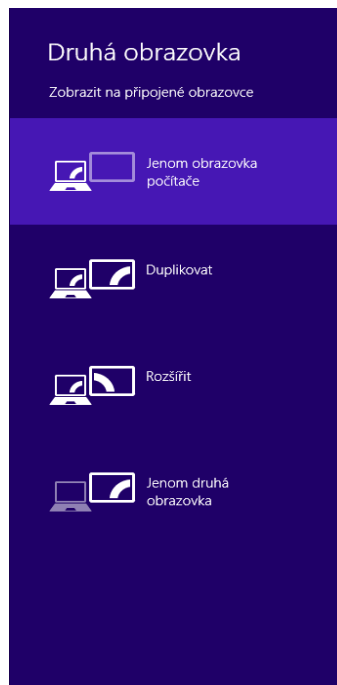 Druhá obrazovka
Zobrazit na připojené obrazovce
Jenom obrazovka
počítače
Duplikovat
Rozšířit
Jenom druhá
obrazovka